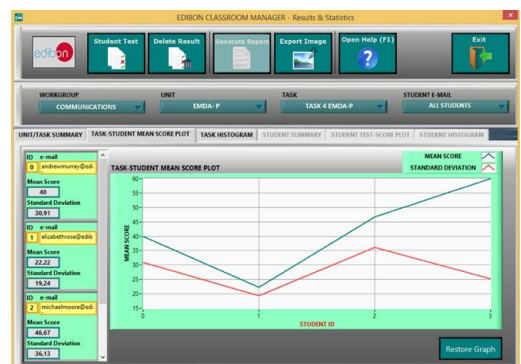 EDIBON CLASSROOM MANAGER - Results & Statistics
edibon
Student Test
Delete Result
Generate Report
Export Image
Open Help (F1)
Exit
WORKGROUP
UNIT
TASK
STUDENT E-MAIL
COMMUNICATIONS
EMDA- P
TASK 4 EMDA-P
ALL STUDENTS
UNIT/TASK SUMMARY
TASK-STUDENT MEAN SCORE PLOT
TASK HISTOGRAM
STUDENT SUMMARY
STUDENT TEST-SCORE PLOT
STUDENT HISTOGRAM
ID e-mail
0 andrewmurray@edi
Mean Score
40
Standard Deviation
30,91
ID e-mail
1 elizabethrose@edib
Mean Score
22,22
Standard Deviation
19,24
ID e-mail
2 michaelmoore@edi
Mean Score
46,67
Standard Deviation
36,13
TASK-STUDENT MEAN SCORE PLOT
MEAN SCORE
STANDARD DEVIATION
MEAN SCORE
60
55
50
45
40
35
30
25
20
15
0
1
2
3
STUDENT ID
Restore Graph